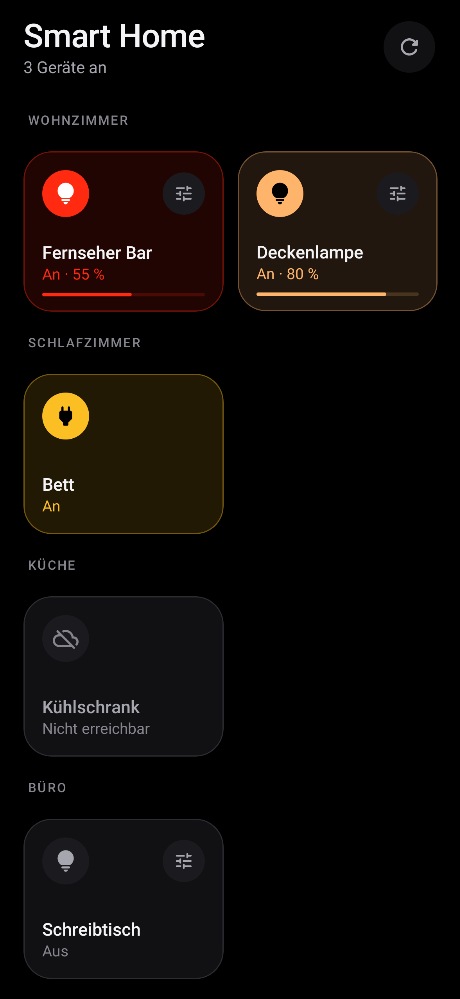 Smart Home
3 Geräte an
WOHNZIMMER
Fernseher Bar
An · 55 %
Deckenlampe
An · 80 %
SCHLAFZIMMER
Bett
An
KÜCHE
Kühlschrank
Nicht erreichbar
BÜRO
Schreibtisch
Aus